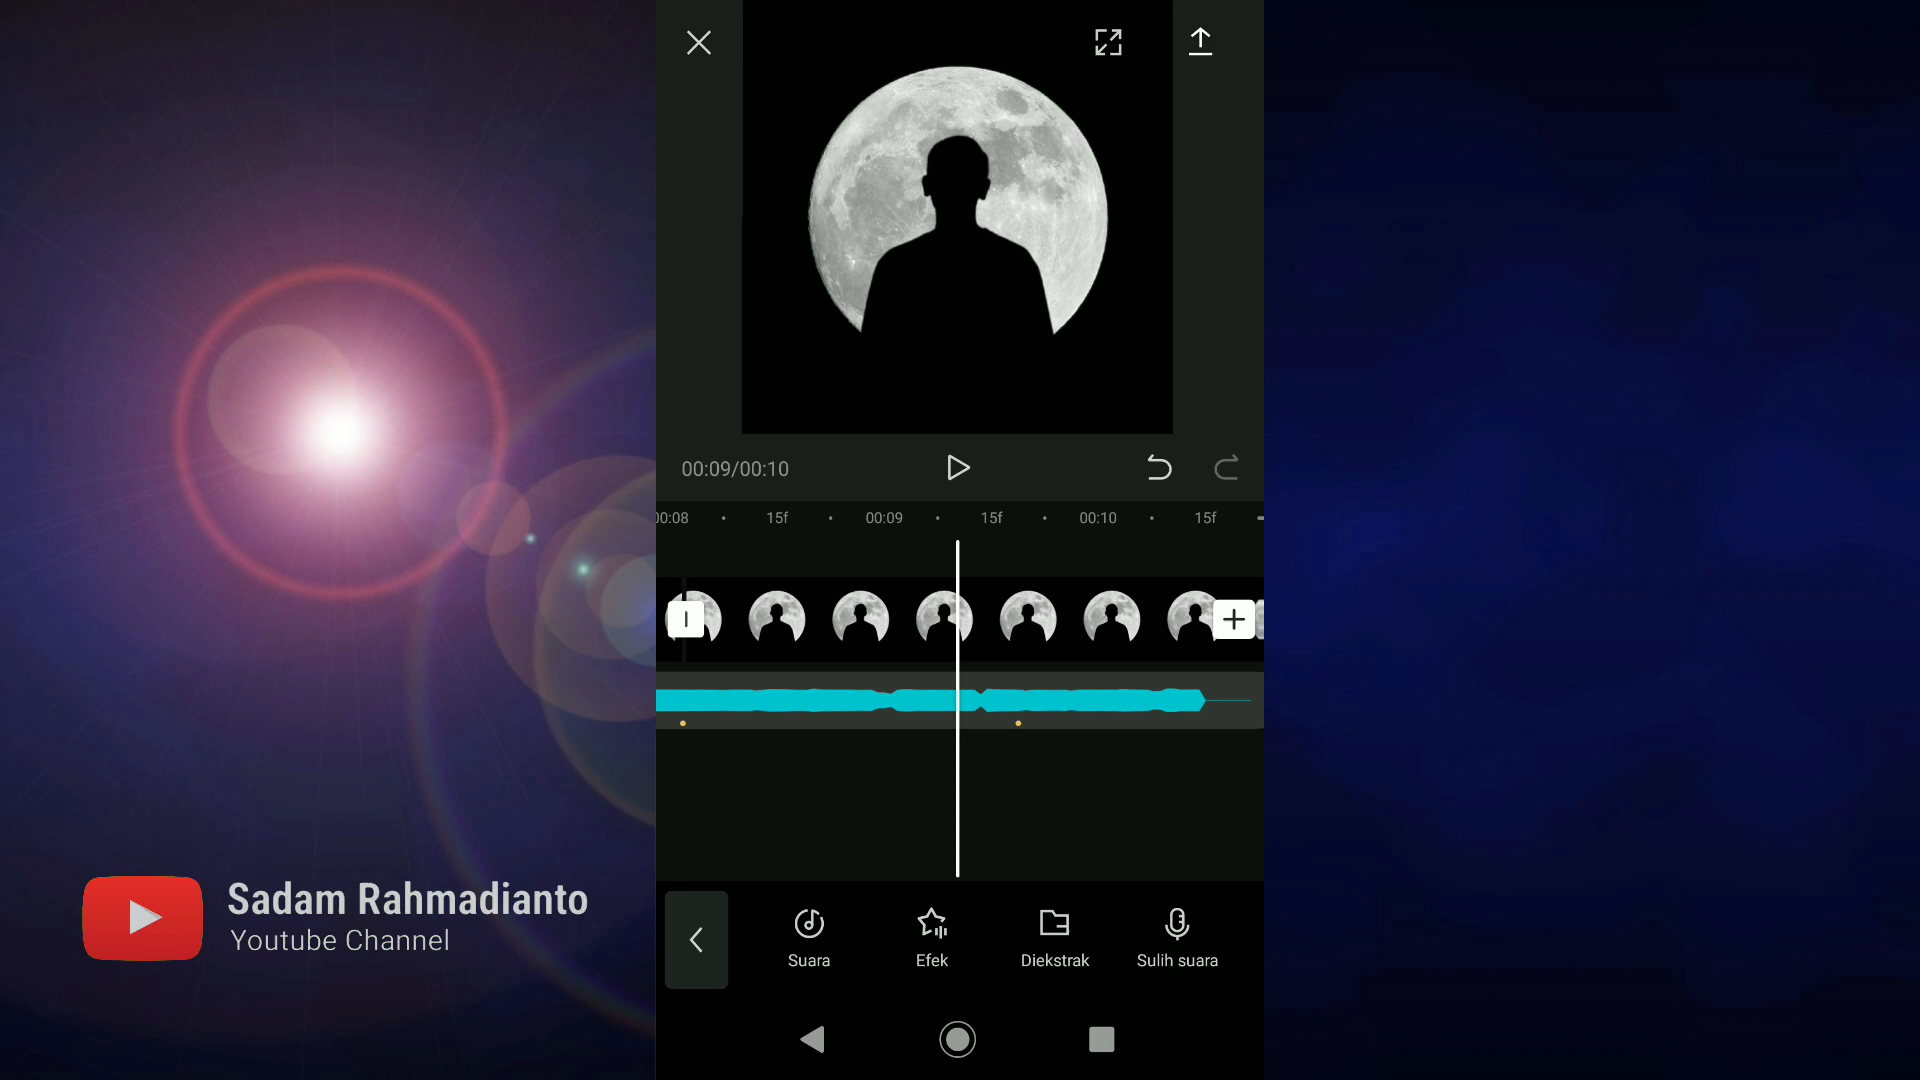 00:09/00:10
00:08
15f
00:09
15f
00:10
15f
Suara
Efek
Diekstrak
Sulih suara
Sadam Rahmadianto
Youtube Channel